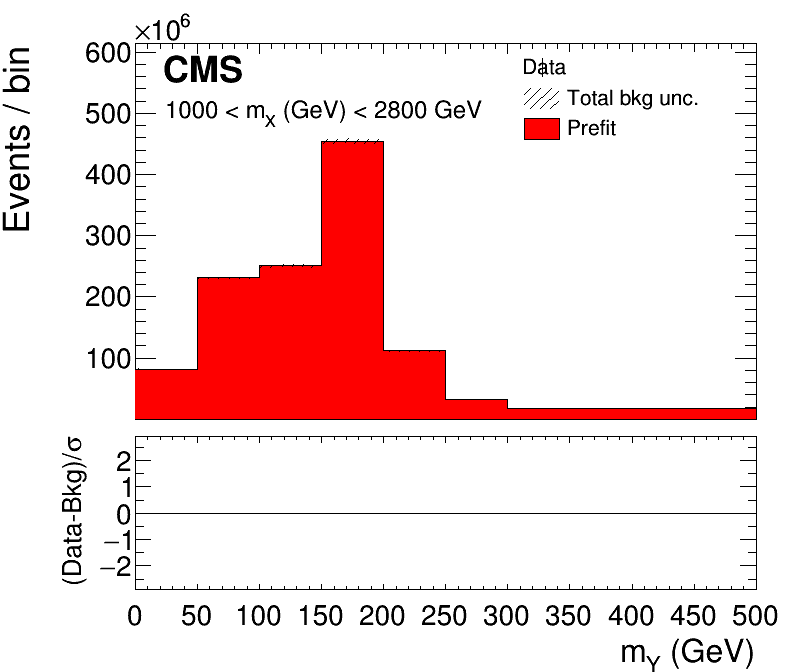 ×10⁶
Events / bin
600
500
400
300
200
100
CMS
1000 < m_X (GeV) < 2800 GeV
Data
Total bkg unc.
Prefit
(Data-Bkg)/σ
2
1
0
−1
−2
0 50 100 150 200 250 300 350 400 450 500
m_Y (GeV)